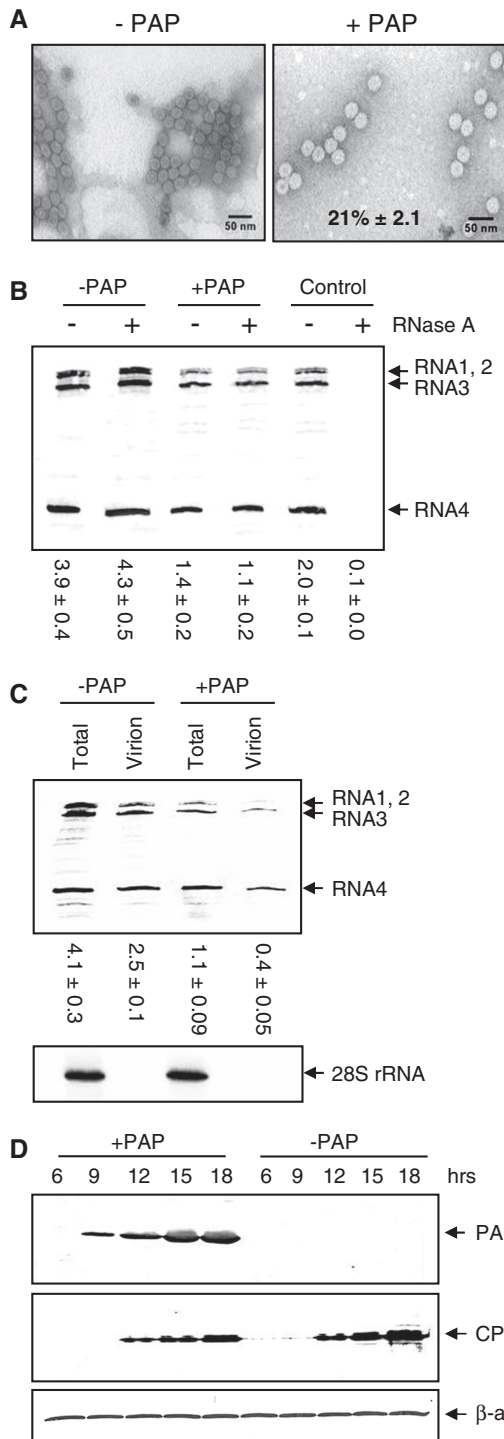 A
- PAP
+ PAP
50 nm
21% ± 2.1
50 nm
B
-PAP +PAP Control
- + - + - + RNase A
RNA1, 2
RNA3
RNA4
3.9 ± 0.4
4.3 ± 0.5
1.4 ± 0.2
1.1 ± 0.2
2.0 ± 0.1
0.1 ± 0.0
C
-PAP +PAP
Total
Virion
Total
Virion
RNA1, 2
RNA3
RNA4
4.1 ± 0.3
2.5 ± 0.1
1.1 ± 0.09
0.4 ± 0.05
28S rRNA
D
+PAP -PAP
6 9 12 15 18 6 9 12 15 18 hrs
PA
CP
β-a